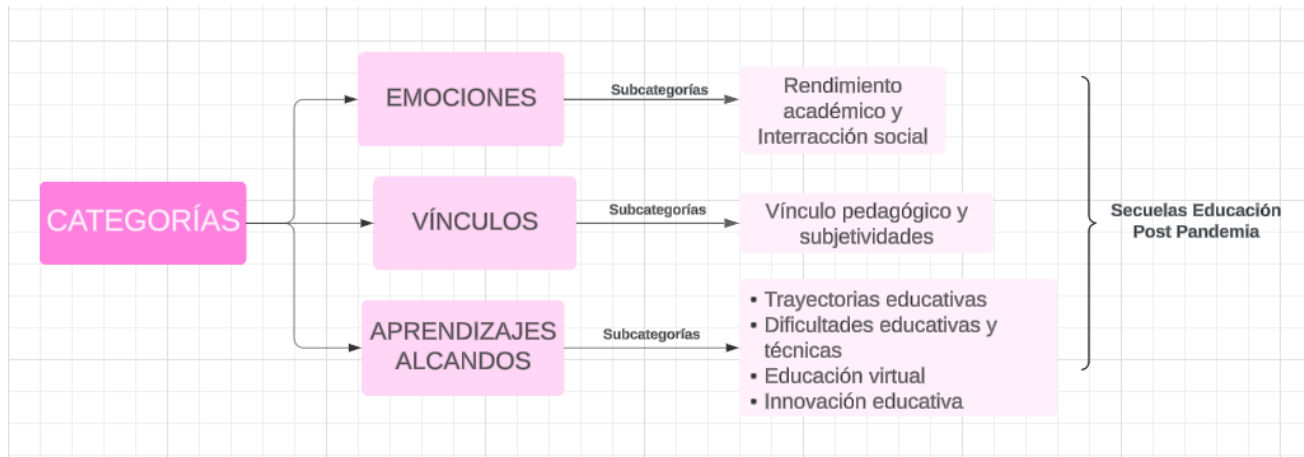 CATEGORÍAS
EMOCIONES
Subcategorías
Rendimiento
académico y
Interracción social
VÍNCULOS
Subcategorías
Vínculo pedagógico y
subjetividades
APRENDIZAJES
ALCANDOS
Subcategorías
• Trayectorias educativas
• Dificultades educativas y
técnicas
• Educación virtual
• Innovación educativa
Secuelas Educación
Post Pandemia